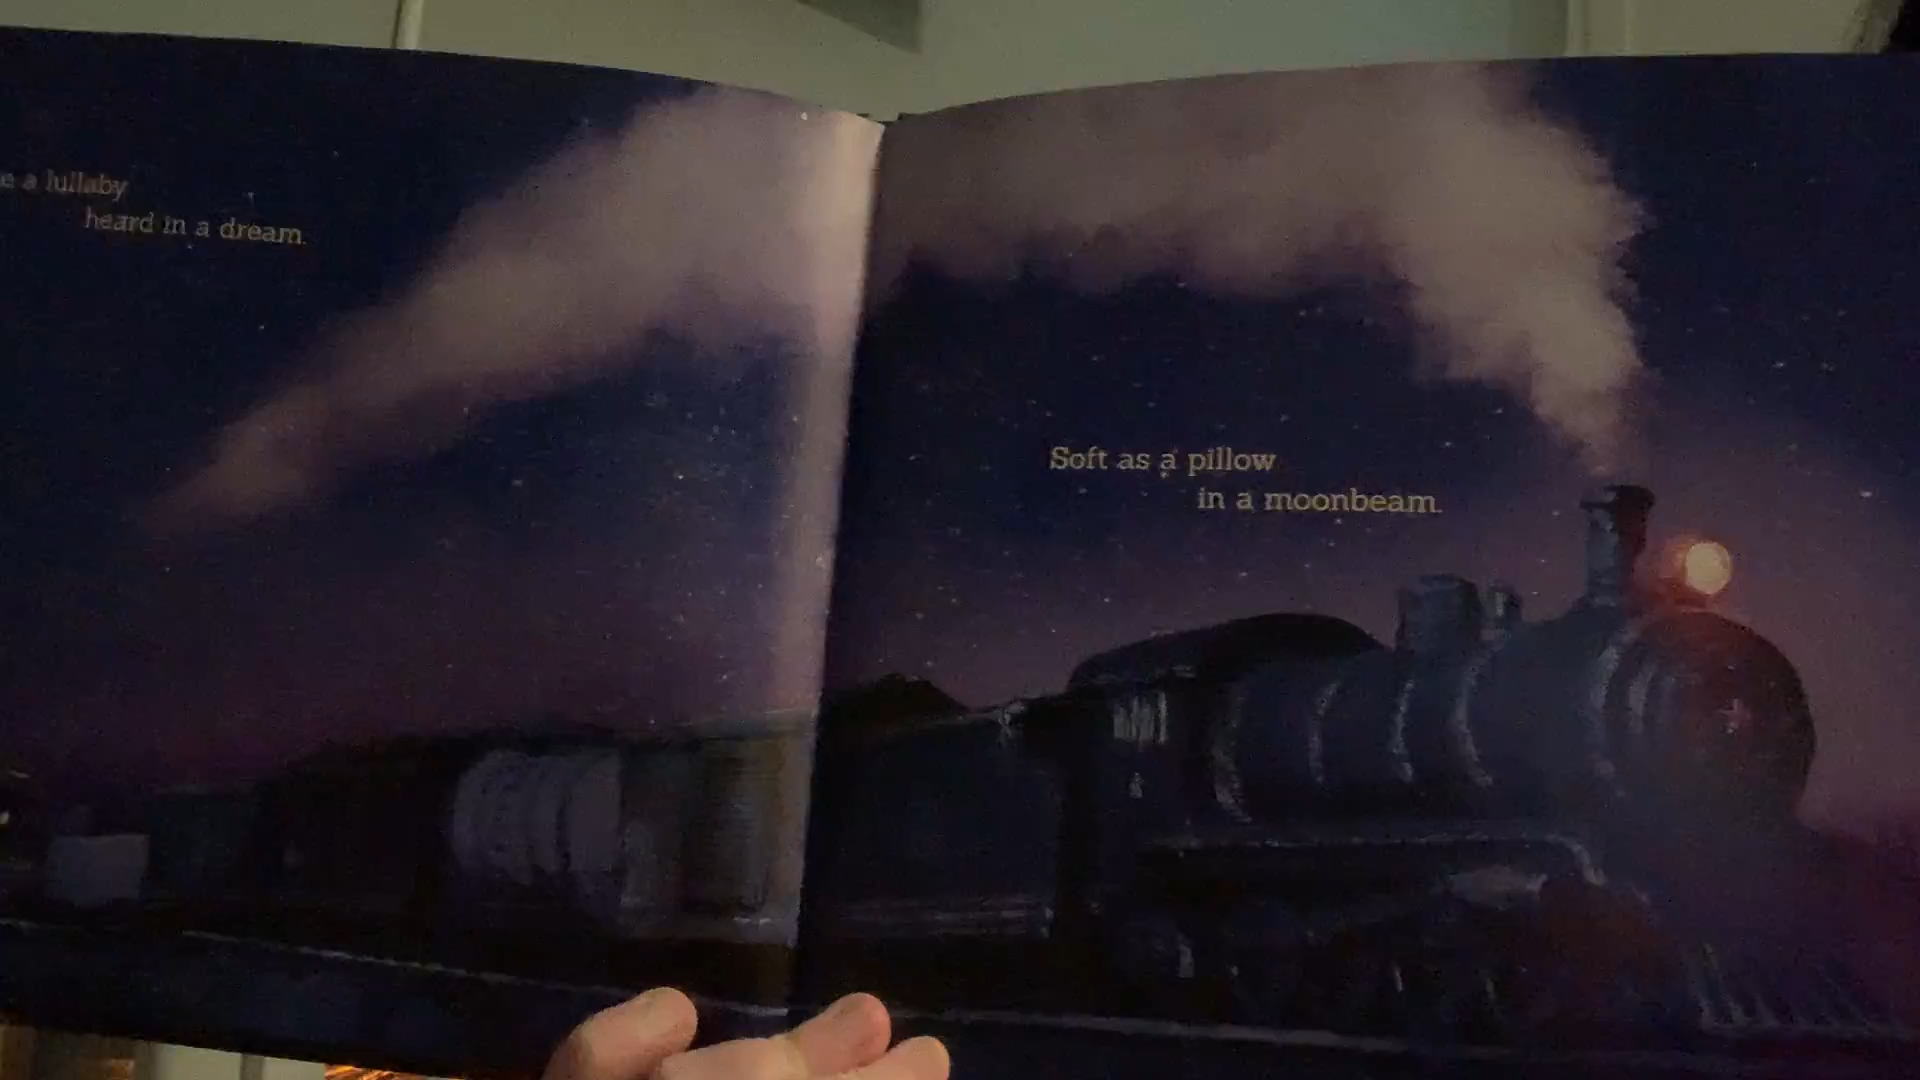 e a lullaby
heard in a dream.
Soft as a pillow
in a moonbeam.